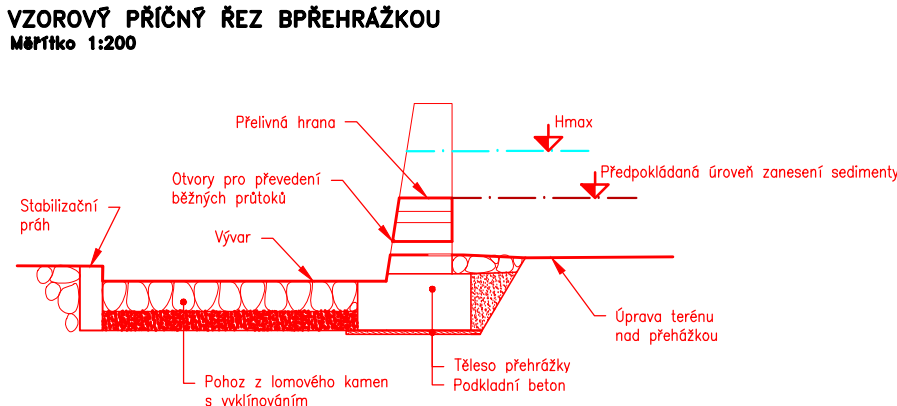 VZOROVÝ PŘÍČNÝ ŘEZ BPŘEHRÁŽKOU
Měřítko 1:200
Přelivná hrana
Hmax
Předpokládaná úroveň zanesení sedimenty
Otvory pro převedení
běžných průtoků
Stabilizační
práh
Vývar
Úprava terénu
nad přehážkou
Těleso přehrážky
Podkladní beton
Pohoz z lomového kamen
s vyklínováním